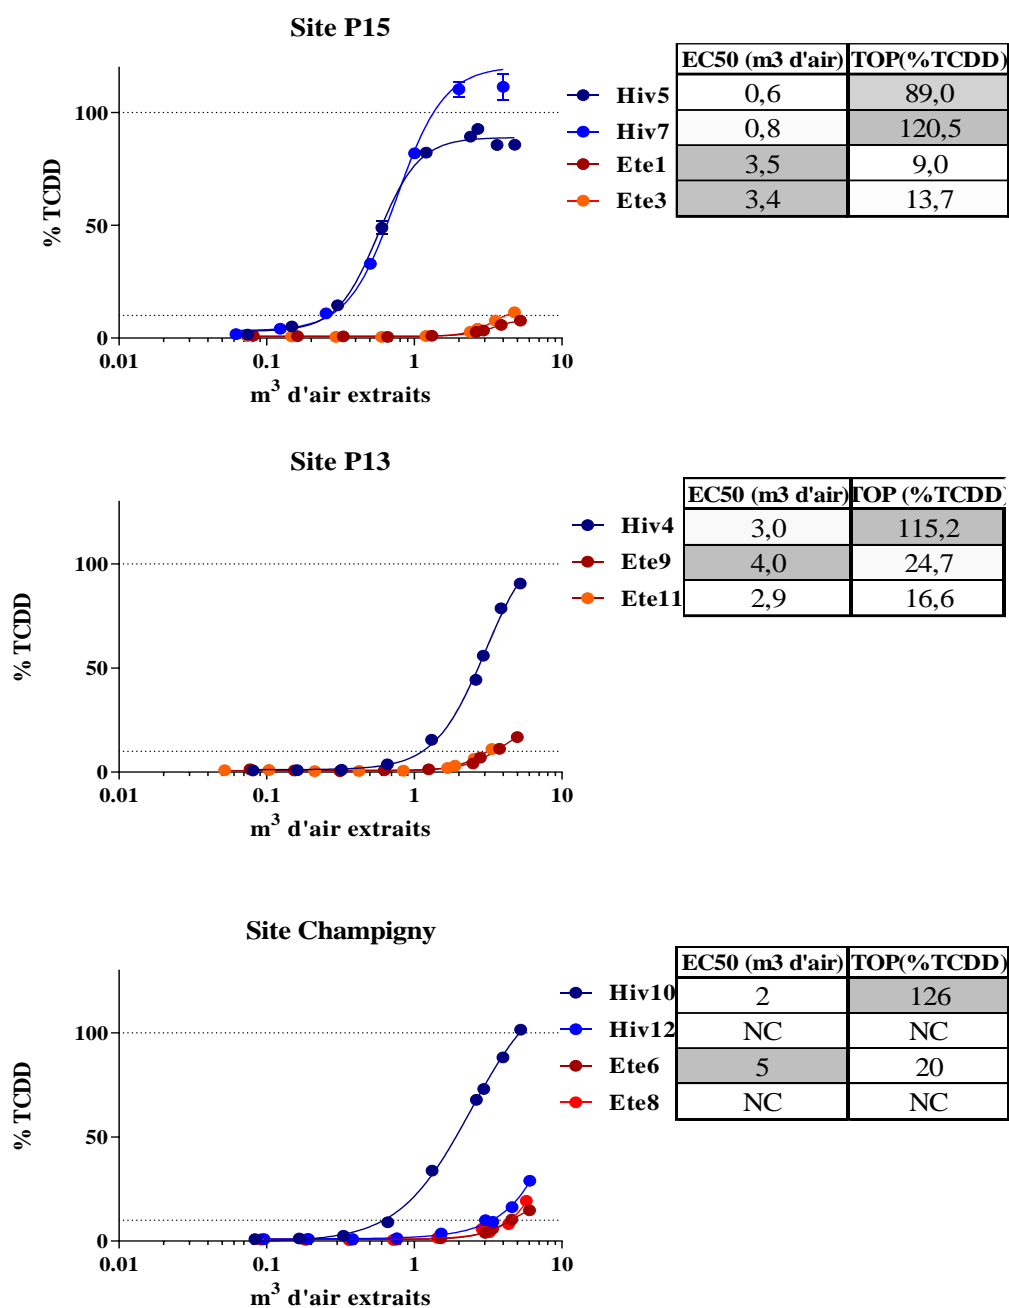 Site P15
EC50 (m3 d'air) TOP(%TCDD)
Hiv5 0,6 89,0
Hiv7 0,8 120,5
Ete1 3,5 9,0
Ete3 3,4 13,7
% TCDD
100
50
0
0.01 0.1 1 10
m³ d'air extraits
Site P13
EC50 (m3 d'air) TOP (%TCDD)
Hiv4 3,0 115,2
Ete9 4,0 24,7
Ete11 2,9 16,6
% TCDD
100
50
0
0.01 0.1 1 10
m³ d'air extraits
Site Champigny
EC50 (m3 d'air) TOP(%TCDD)
Hiv10 2 126
Hiv12 NC NC
Ete6 5 20
Ete8 NC NC
% TCDD
100
50
0
0.01 0.1 1 10
m³ d'air extraits